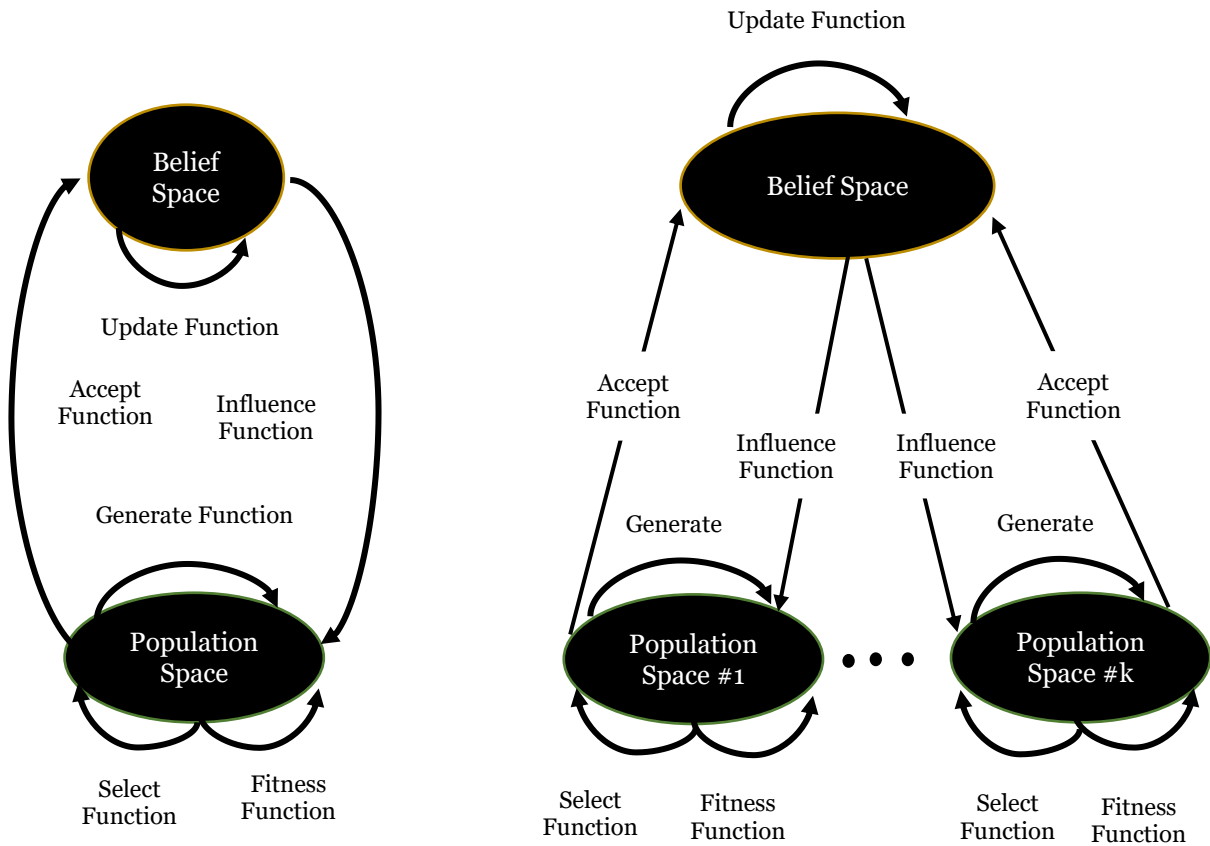 Belief
Space
Update Function
Accept
Function
Influence
Function
Generate Function
Population
Space
Select
Function
Fitness
Function
Update Function
Belief Space
Accept
Function
Influence
Function
Influence
Function
Accept
Function
Generate
Generate
Population
Space #1
Population
Space #k
Select
Function
Fitness
Function
Select
Function
Fitness
Function